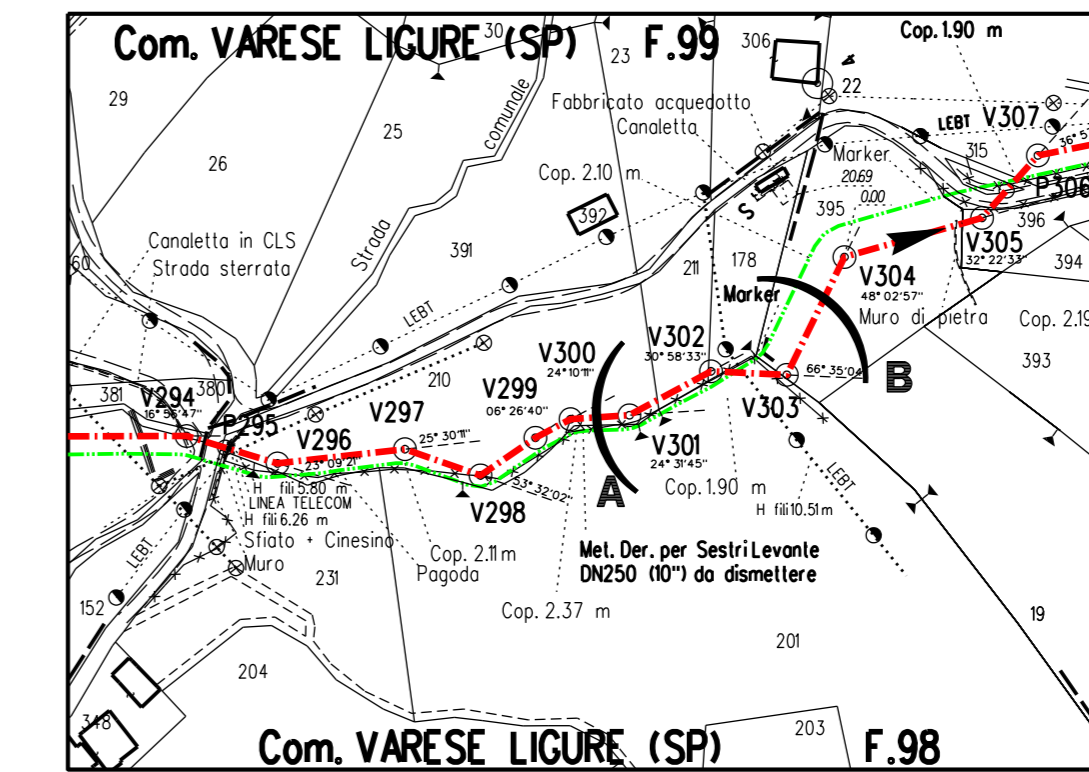 Com. VARESE LIGURE (SP) F.99
30
23
306
Cop. 1.90 m
29
25
26
22
Fabbricato acquedotto
Canaletta
LEBT
V307
Marker
315
36°5
Strada
comunale
Cop. 2.10 m
20.69
0.00
P306
392
395
S
396
Canaletta in CLS
Strada sterrata
391
V305
32° 22'33"
60
394
211
178
LEBT
V304
48° 02'57"
Marker
Muro di pietra
Cop. 2.19
V302
30° 58'33"
V300
24° 10'11"
393
210
66° 35'04
381
380
V294
16° 56'47"
V299
06° 26'40"
B
P295
V297
V303
V296
23° 09'21"
25° 30'11"
V301
24° 31'45"
H fili 5.80 m
LINEA TELECOM
H fili 6.26 m
V298
53° 32'02"
A
Cop. 1.90 m
LEBT
H fili 10.51 m
Sfiato + Cinesino
Muro
LEBT
Cop. 2.11 m
Pagoda
Met. Der. per Sestri Levante
DN250 (10") da dismettere
231
152
Cop. 2.37 m
19
204
201
348
203
Com. VARESE LIGURE (SP) F.98